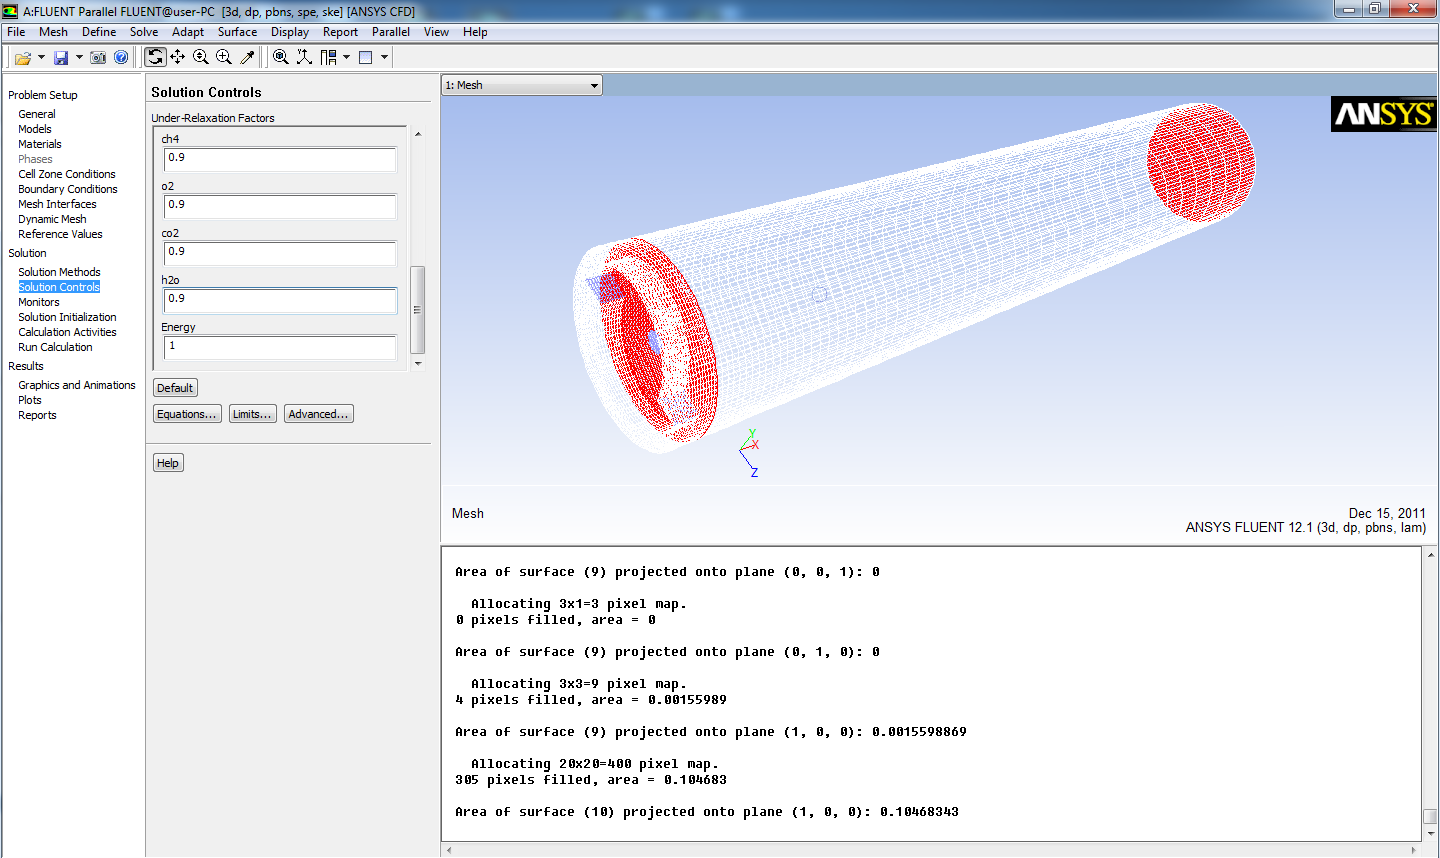 A:FLUENT Parallel FLUENT@user-PC [3d, dp, pbns, spe, ske] [ANSYS CFD]
File Mesh Define Solve Adapt Surface Display Report Parallel View Help
Problem Setup
General
Models
Materials
Phases
Cell Zone Conditions
Boundary Conditions
Mesh Interfaces
Dynamic Mesh
Reference Values
Solution
Solution Methods
Solution Controls
Monitors
Solution Initialization
Calculation Activities
Run Calculation
Results
Graphics and Animations
Plots
Reports
Solution Controls
Under-Relaxation Factors
ch4
0.9
o2
0.9
co2
0.9
h2o
0.9
Energy
1
Default
Equations... Limits... Advanced...
Help
1: Mesh
ANSYS
Y
X
Z
Mesh
Dec 15, 2011
ANSYS FLUENT 12.1 (3d, dp, pbns, lam)
Area of surface (9) projected onto plane (0, 0, 1): 0
Allocating 3x1=3 pixel map.
0 pixels filled, area = 0
Area of surface (9) projected onto plane (0, 1, 0): 0
Allocating 3x3=9 pixel map.
4 pixels filled, area = 0.00155989
Area of surface (9) projected onto plane (1, 0, 0): 0.0015598869
Allocating 20x20=400 pixel map.
305 pixels filled, area = 0.104683
Area of surface (10) projected onto plane (1, 0, 0): 0.10468343